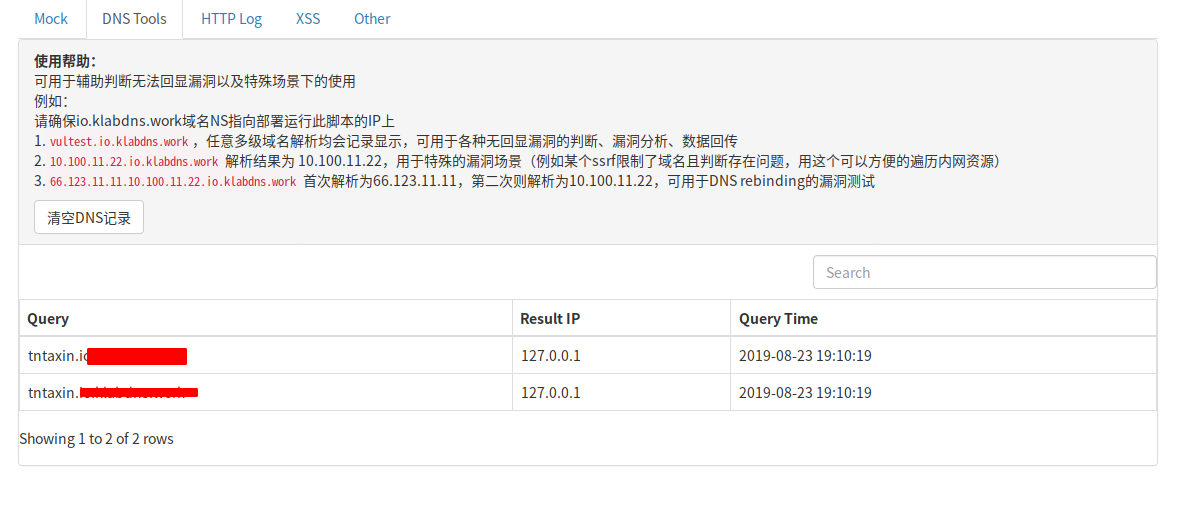 Mock DNS Tools HTTP Log XSS Other
使用帮助:
可用于辅助判断无法回显漏洞以及特殊场景下的使用
例如:
请确保io.klabdns.work域名NS指向部署运行此脚本的IP上
1. vultest.io.klabdns.work ，任意多级域名解析均会记录显示，可用于各种无回显漏洞的判断、漏洞分析、数据回传
2. 10.100.11.22.io.klabdns.work 解析结果为 10.100.11.22，用于特殊的漏洞场景（例如某个ssrf限制了域名且判断存在问题，用这个可以方便的遍历内网资源）
3. 66.123.11.11.10.100.11.22.io.klabdns.work 首次解析为66.123.11.11，第二次则解析为10.100.11.22，可用于DNS rebinding的漏洞测试
清空DNS记录
Search
Query Result IP Query Time
tntaxin. 127.0.0.1 2019-08-23 19:10:19
tntaxin. 127.0.0.1 2019-08-23 19:10:19
Showing 1 to 2 of 2 rows